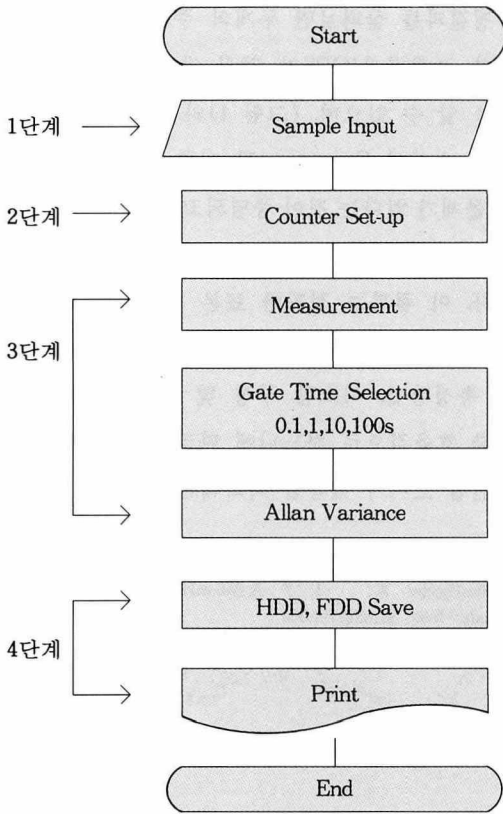 Start
1단계
Sample Input
2단계
Counter Set-up
Measurement
3단계
Gate Time Selection
0.1,1,10,100s
Allan Variance
HDD, FDD Save
4단계
Print
End